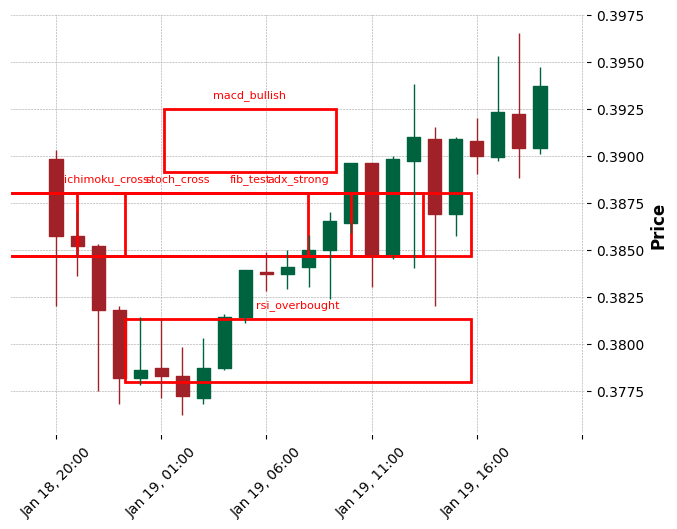 0.3975
0.3950
macd_bullish
0.3925
0.3900
ichimoku_cross stoch_cross fib_test adx_strong
0.3875
Price
0.3850
0.3825
rsi_overbought
0.3800
0.3775
Jan 18, 20:00
Jan 19, 01:00
Jan 19, 06:00
Jan 19, 11:00
Jan 19, 16:00